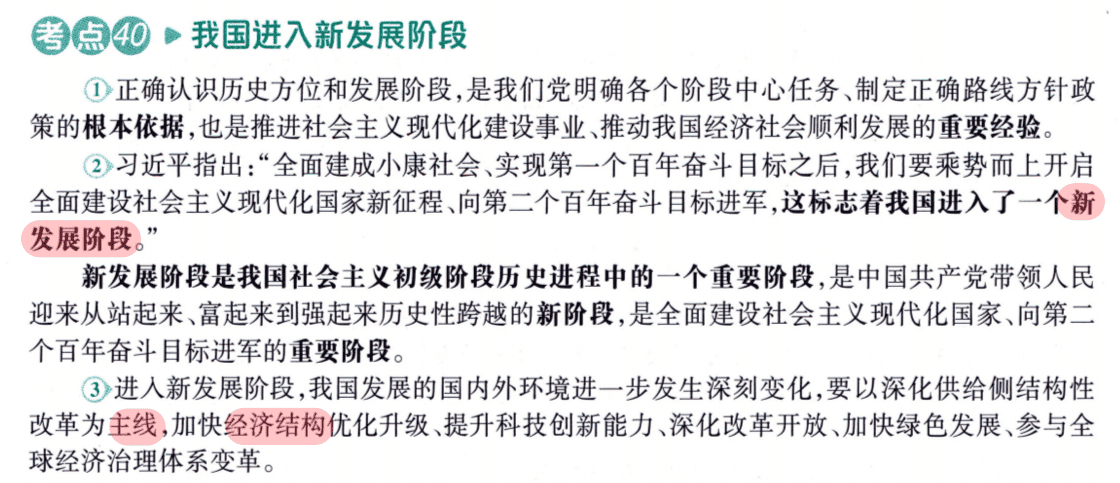 考点40 ▶ 我国进入新发展阶段
①正确认识历史方位和发展阶段,是我们党明确各个阶段中心任务、制定正确路线方针政
策的根本依据,也是推进社会主义现代化建设事业、推动我国经济社会顺利发展的重要经验。
②习近平指出:“全面建成小康社会、实现第一个百年奋斗目标之后,我们要乘势而上开启
全面建设社会主义现代化国家新征程、向第二个百年奋斗目标进军,这标志着我国进入了一个新
发展阶段。”
新发展阶段是我国社会主义初级阶段历史进程中的一个重要阶段,是中国共产党带领人民
迎来从站起来、富起来到强起来历史性跨越的新阶段,是全面建设社会主义现代化国家、向第二
个百年奋斗目标进军的重要阶段。
③进入新发展阶段,我国发展的国内外环境进一步发生深刻变化,要以深化供给侧结构性
改革为主线,加快经济结构优化升级、提升科技创新能力、深化改革开放、加快绿色发展、参与全
球经济治理体系变革。